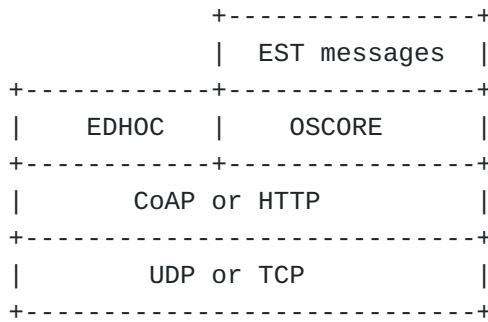 EST messages
EDHOC OSCORE
CoAP or HTTP
UDP or TCP